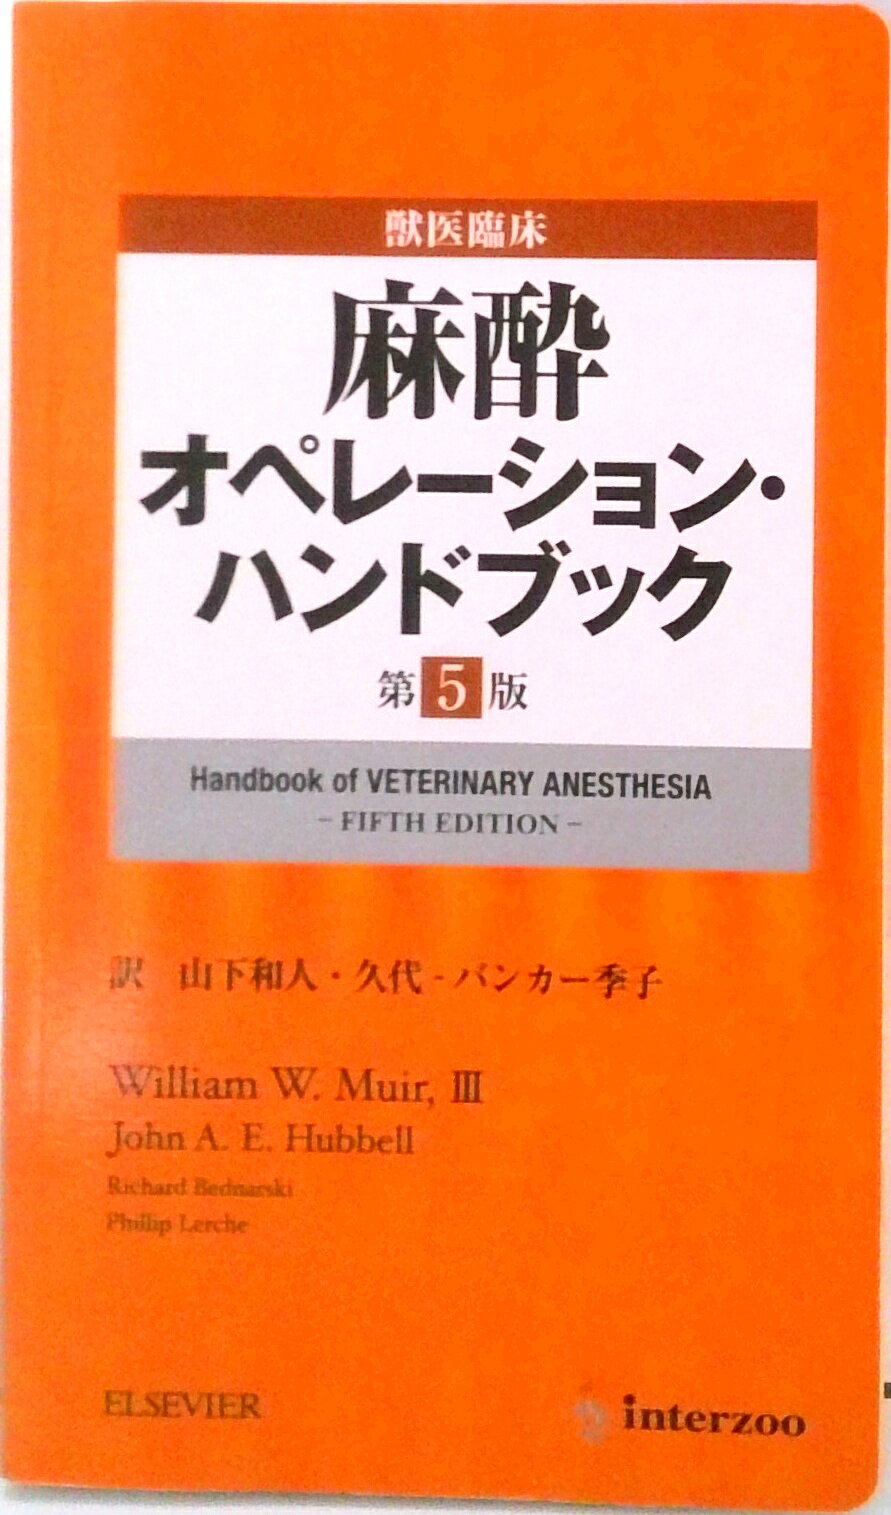 獣医臨床
麻酔
オペレーション・
ハンドブック
第5版
Handbook of VETERINARY ANESTHESIA
– FIFTH EDITION –
訳 山下和人・久代-バンカー季子
William W. Muir, III
John A. E. Hubbell
Richard Bednarski
Phillip Lerche
ELSEVIER
interzoo